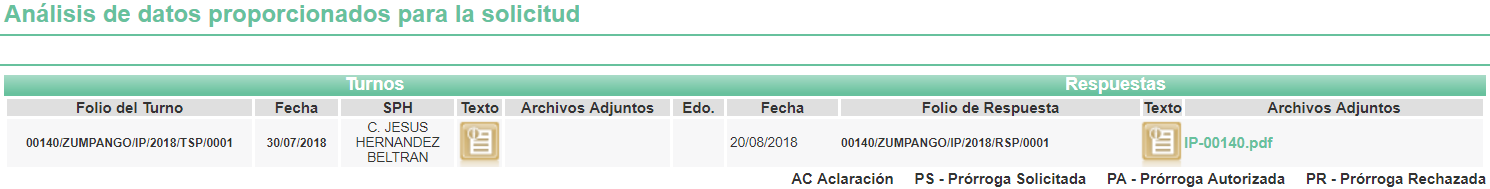 Análisis de datos proporcionados para la solicitud
Turnos Respuestas
Folio del Turno Fecha SPH Texto Archivos Adjuntos Edo. Fecha Folio de Respuesta Texto Archivos Adjuntos
00140/ZUMPANGO/IP/2018/TSP/0001 30/07/2018 C. JESUS HERNANDEZ BELTRAN 20/08/2018 00140/ZUMPANGO/IP/2018/RSP/0001 IP-00140.pdf
AC Aclaración PS - Prórroga Solicitada PA - Prórroga Autorizada PR - Prórroga Rechazada